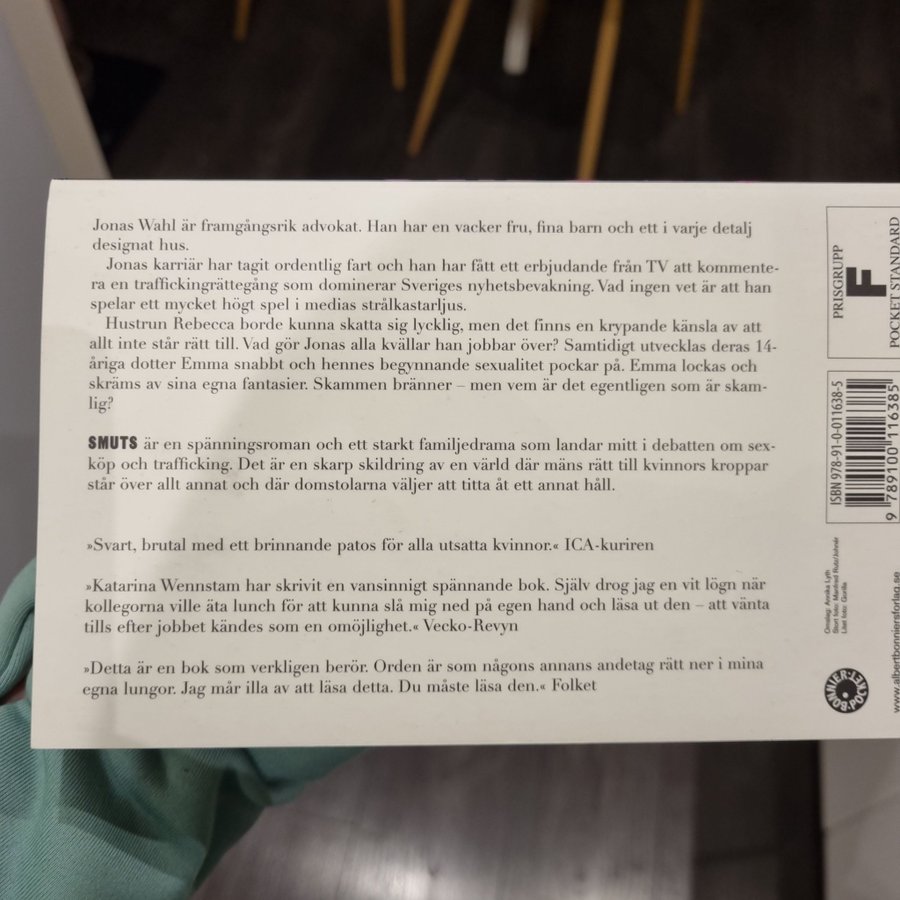 Jonas Wahl är framgångsrik advokat. Han har en vacker fru, fina barn och ett i varje detalj
designat hus.
Jonas karriär har tagit ordentlig fart och han har fått ett erbjudande från TV att kommente-
ra en traffickingrättegång som dominerar Sveriges nyhetsbevakning. Vad ingen vet är att han
spelar ett mycket högt spel i medias strålkastarljus.
Hustrun Rebecca borde kunna skatta sig lycklig, men det finns en krypande känsla av att
allt inte står rätt till. Vad gör Jonas alla kvällar han jobbar över? Samtidigt utvecklas deras 14-
åriga dotter Emma snabbt och hennes begynnande sexualitet pockar på. Emma lockas och
skräms av sina egna fantasier. Skammen bränner – men vem är det egentligen som är skam-
lig?
SMUTS är en spänningsroman och ett starkt familjedrama som landar mitt i debatten om sex-
köp och trafficking. Det är en skarp skildring av en värld där mäns rätt till kvinnors kroppar
står över allt annat och där domstolarna väljer att titta åt ett annat håll.
»Svart, brutal med ett brinnande patos för alla utsatta kvinnor.« ICA-kuriren
»Katarina Wennstam har skrivit en vansinnigt spännande bok. Själv drog jag en vit lögn när
kollegorna ville äta lunch för att kunna slå mig ned på egen hand och läsa ut den – att vänta
tills efter jobbet kändes som en omöjlighet.« Vecko-Revyn
»Detta är en bok som verkligen berör. Orden är som någons annans andetag rätt ner i mina
egna lungor. Jag mår illa av att läsa detta. Du måste läsa den.« Folket
PRISGRUPP
F
POCKET STANDARD
ISBN 978-91-0-011638-5
9 789100 116385
Omslag: Annika Lyth
Stort foto: Manfred Rutz/Johnér
Litet foto: Gorilla
BONNIER POCKET
www.albertbonniersforlag.se